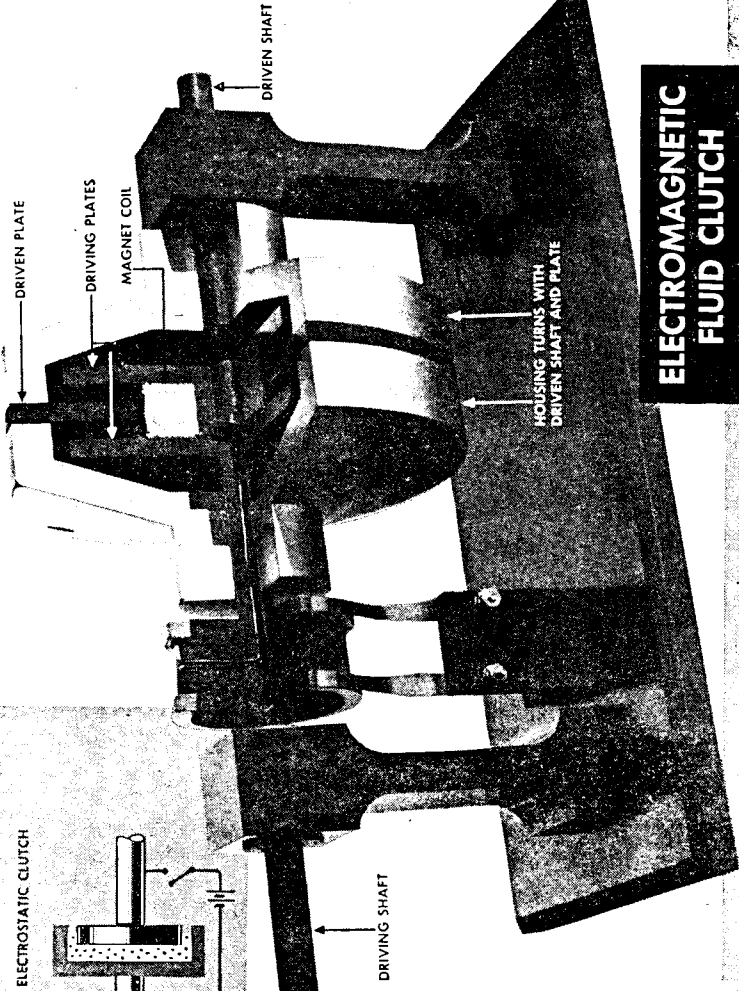 ELECTROSTATIC CLUTCH
DRIVEN PLATE
DRIVING PLATES
MAGNET COIL
DRIVEN SHAFT
DRIVING SHAFT
HOUSING TURNS WITH
DRIVEN SHAFT AND PLATE
ELECTROMAGNETIC
FLUID CLUTCH